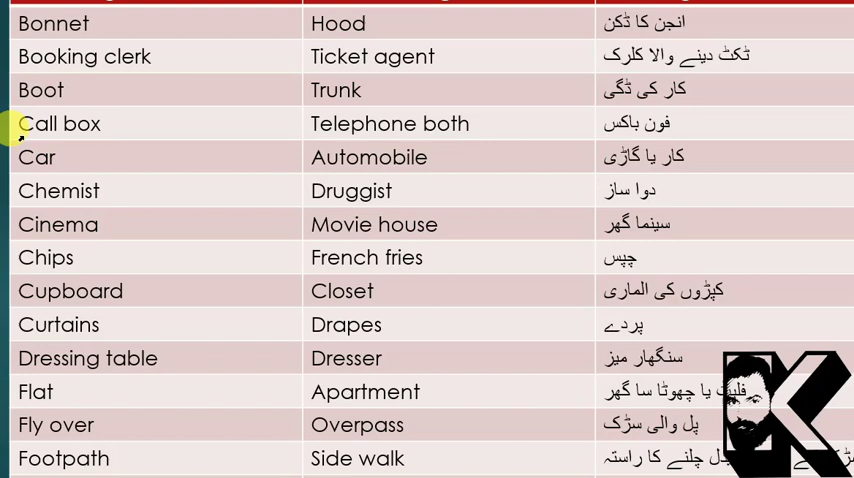 Bonnet Hood انجن کا ڈکن
Booking clerk Ticket agent ٹکٹ دینے والا کلرک
Boot Trunk کار کی ڈگی
Call box Telephone both فون باکس
Car Automobile کار یا گاڑی
Chemist Druggist دوا ساز
Cinema Movie house سینما گھر
Chips French fries چپس
Cupboard Closet کپڑوں کی الماری
Curtains Drapes پردے
Dressing table Dresser سنگھار میز
Flat Apartment فلیٹ یا چھوٹا سا گھر
Fly over Overpass پل والی سڑک
Footpath Side walk چلنے کا راستہ
K